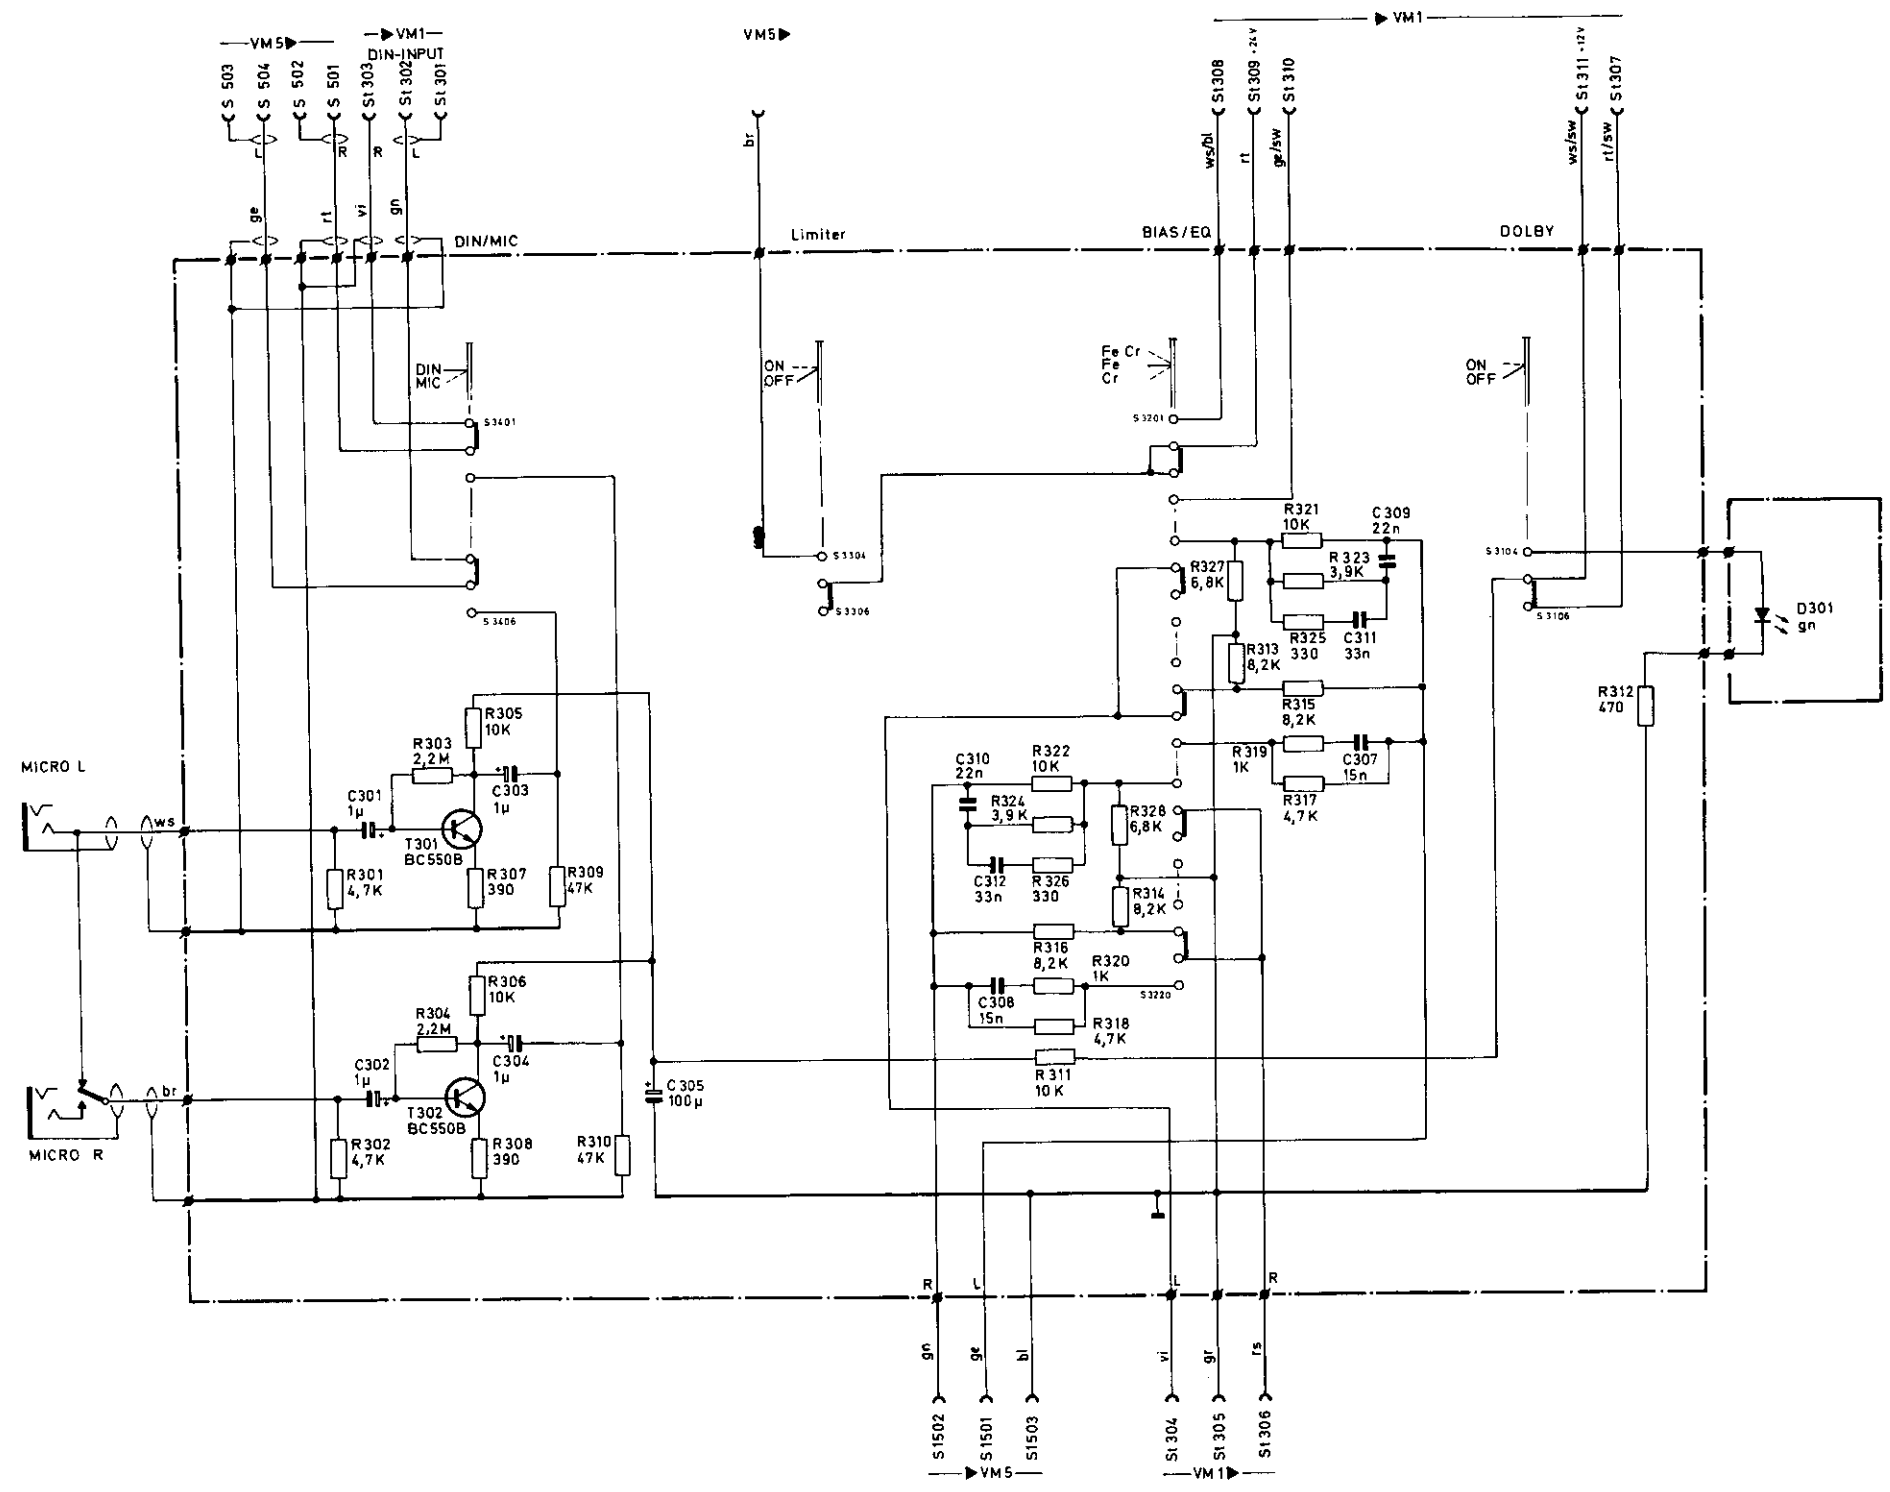 VM5
VM1
DIN-INPUT
S 503
S 504
S 502
S 501
St 303
St 302
St 301
L
R
R
L
ge
rt
vi
gn
DIN/MIC
VM5
br
Limiter
VM1
St308
St309 +24V
St 310
St 311 +12V
St307
ws/bl
rt
ge/sw
ws/sw
rt/sw
BIAS/EQ
DOLBY
DIN
MIC
S3401
S3406
ON
OFF
S3304
S3306
Fe Cr
Fe
Cr
S3201
ON
OFF
S3104
S3106
R321
10K
C309
22n
R327
6,8K
R323
3,9K
R325
330
C311
33n
R313
8,2K
R315
8,2K
R319
1K
C307
15n
R317
4,7K
D301
gn
R312
470
C310
22n
R322
10K
R324
3,9K
R328
6,8K
C312
33n
R326
330
R314
8,2K
R316
8,2K
R320
1K
S3220
C308
15n
R318
4,7K
R311
10K
MICRO L
ws
C301
1µ
R303
2,2M
R305
10K
C303
1µ
T301
BC550B
R301
4,7K
R307
390
R309
47K
R306
10K
R304
2,2M
C302
1µ
C304
1µ
T302
BC550B
R302
4,7K
R308
390
R310
47K
C305
100µ
br
MICRO R
R
L
L
R
gn
ge
bl
vi
gr
rs
S1502
S1501
S1503
St 304
St 305
St 306
VM5
VM1